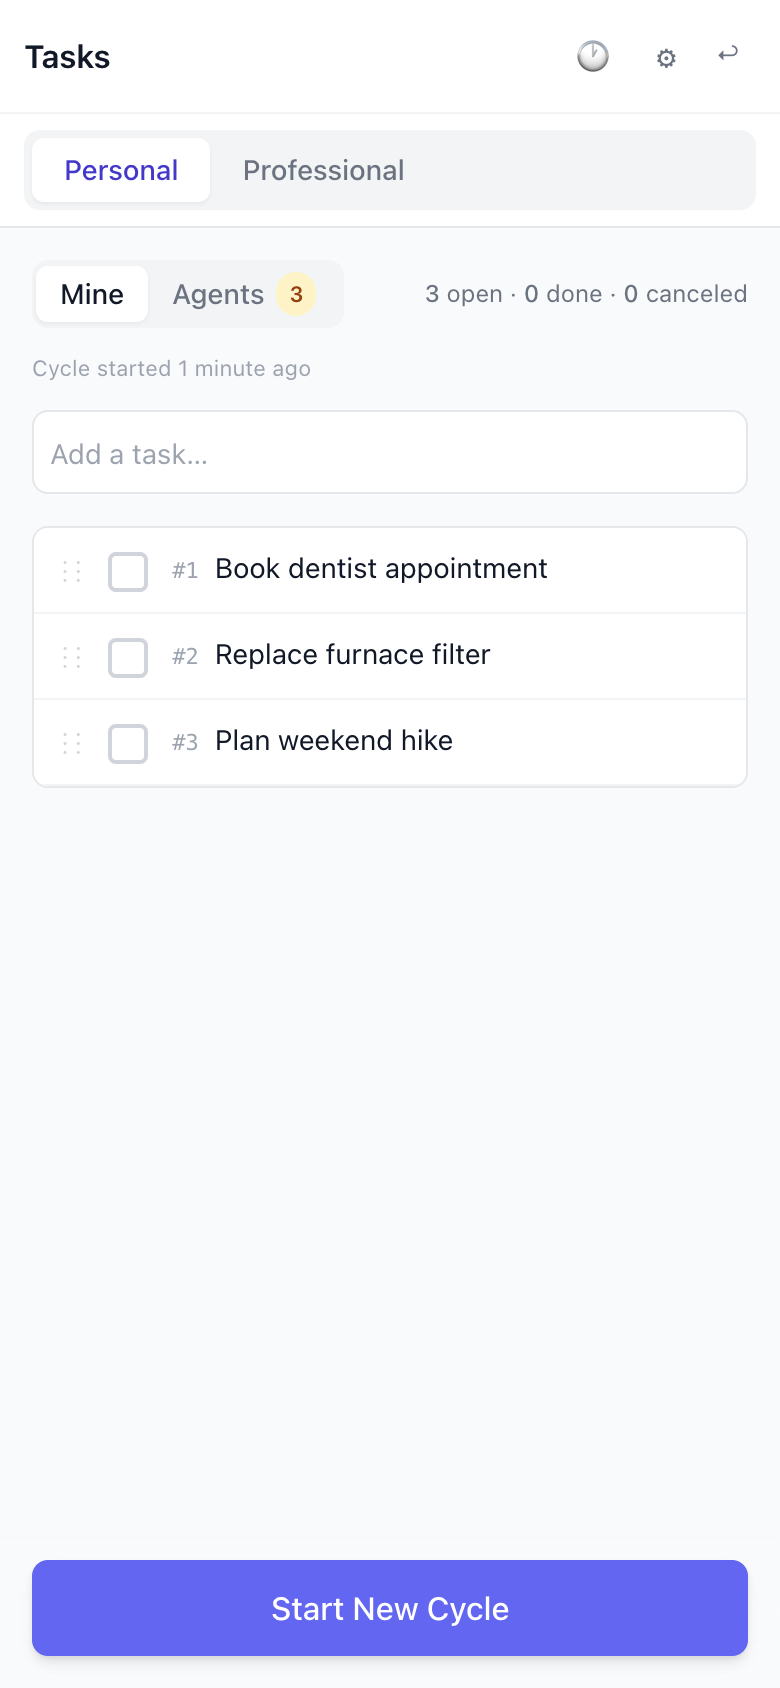 Tasks
Personal Professional
Mine Agents 3 3 open · 0 done · 0 canceled
Cycle started 1 minute ago
Add a task...
#1 Book dentist appointment
#2 Replace furnace filter
#3 Plan weekend hike
Start New Cycle